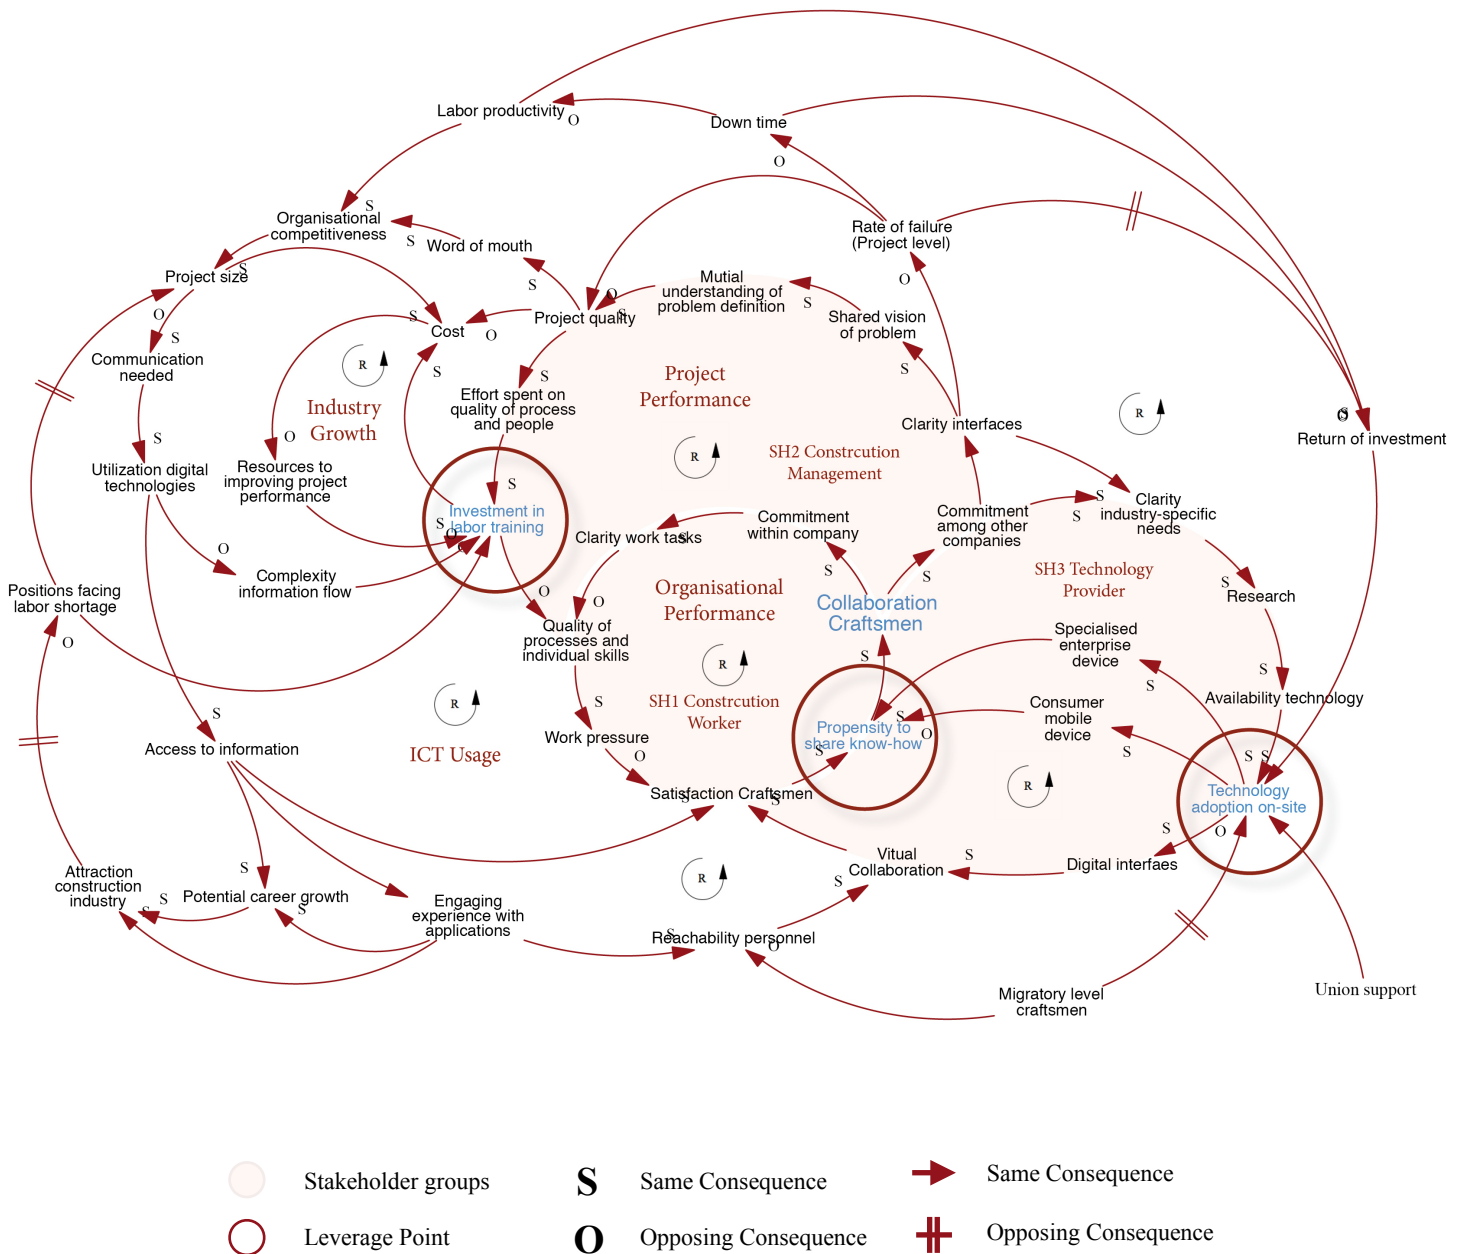 Labor productivity
O
Down time
O
S
Organisational
competitiveness
S
Word of mouth
Rate of failure
(Project level)
S
Project size
S
O
O
Mutial
understanding of
problem definition
S
O
S
Project quality
Shared vision
of problem
O
S
S
Cost
O
Communication
needed
R
S
S
S
Effort spent on
quality of process
and people
Project
Performance
Industry
Growth
R
S
O
Return of investment
Clarity interfaces
O
S
Utilization digital
technologies
Resources to
improving project
performance
R
SH2 Constrcution
Management
S
Investment in
labor training
S
O
O
S
S
Clarity
industry-specific
needs
Commitment
among other
companies
Commitment
within company
Clarity work tasks
S
O
Complexity
information flow
S
S
SH3 Technology
Provider
S
Research
Positions facing
labor shortage
O
O
O
Organisational
Performance
Collaboration
Craftsmen
Quality of
processes and
individual skills
Specialised
enterprise
device
S
R
S
S
Availability technology
R
S
SH1 Constrcution
Worker
Consumer
mobile
device
S
S
Access to information
ICT Usage
Work pressure
O
Propensity to
share know-how
S
O
S
S
S
S
R
Technology
adoption on-site
Satisfaction Craftsmen
S
S
S
O
Digital interfaes
S
Vitual
Collaboration
S
R
Attraction
construction
industry
S
S
S
Potential career growth
S
Engaging
experience with
applications
S
Reachability personnel
O
Migratory level
craftsmen
Union support
Stakeholder groups
S
Same Consequence
Same Consequence
Leverage Point
O
Opposing Consequence
Opposing Consequence